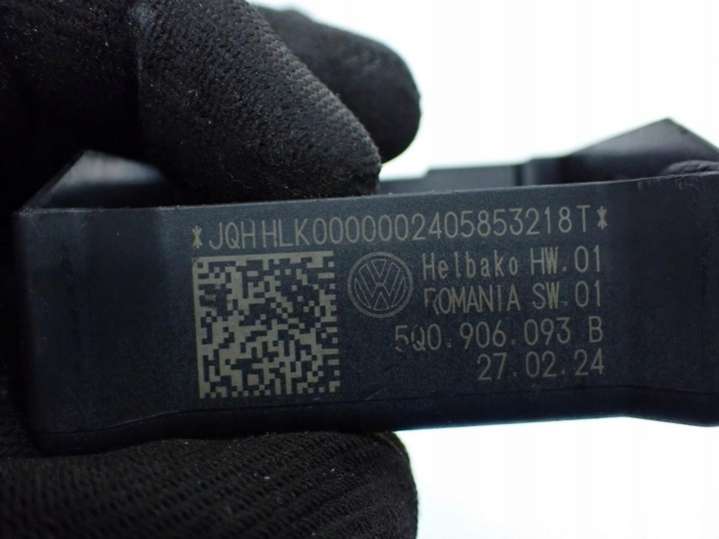 *JQHHLK0000002405853218T*
Helbako HW.01
ROMANIA SW.01
5Q0.906.093 B
27.02.24